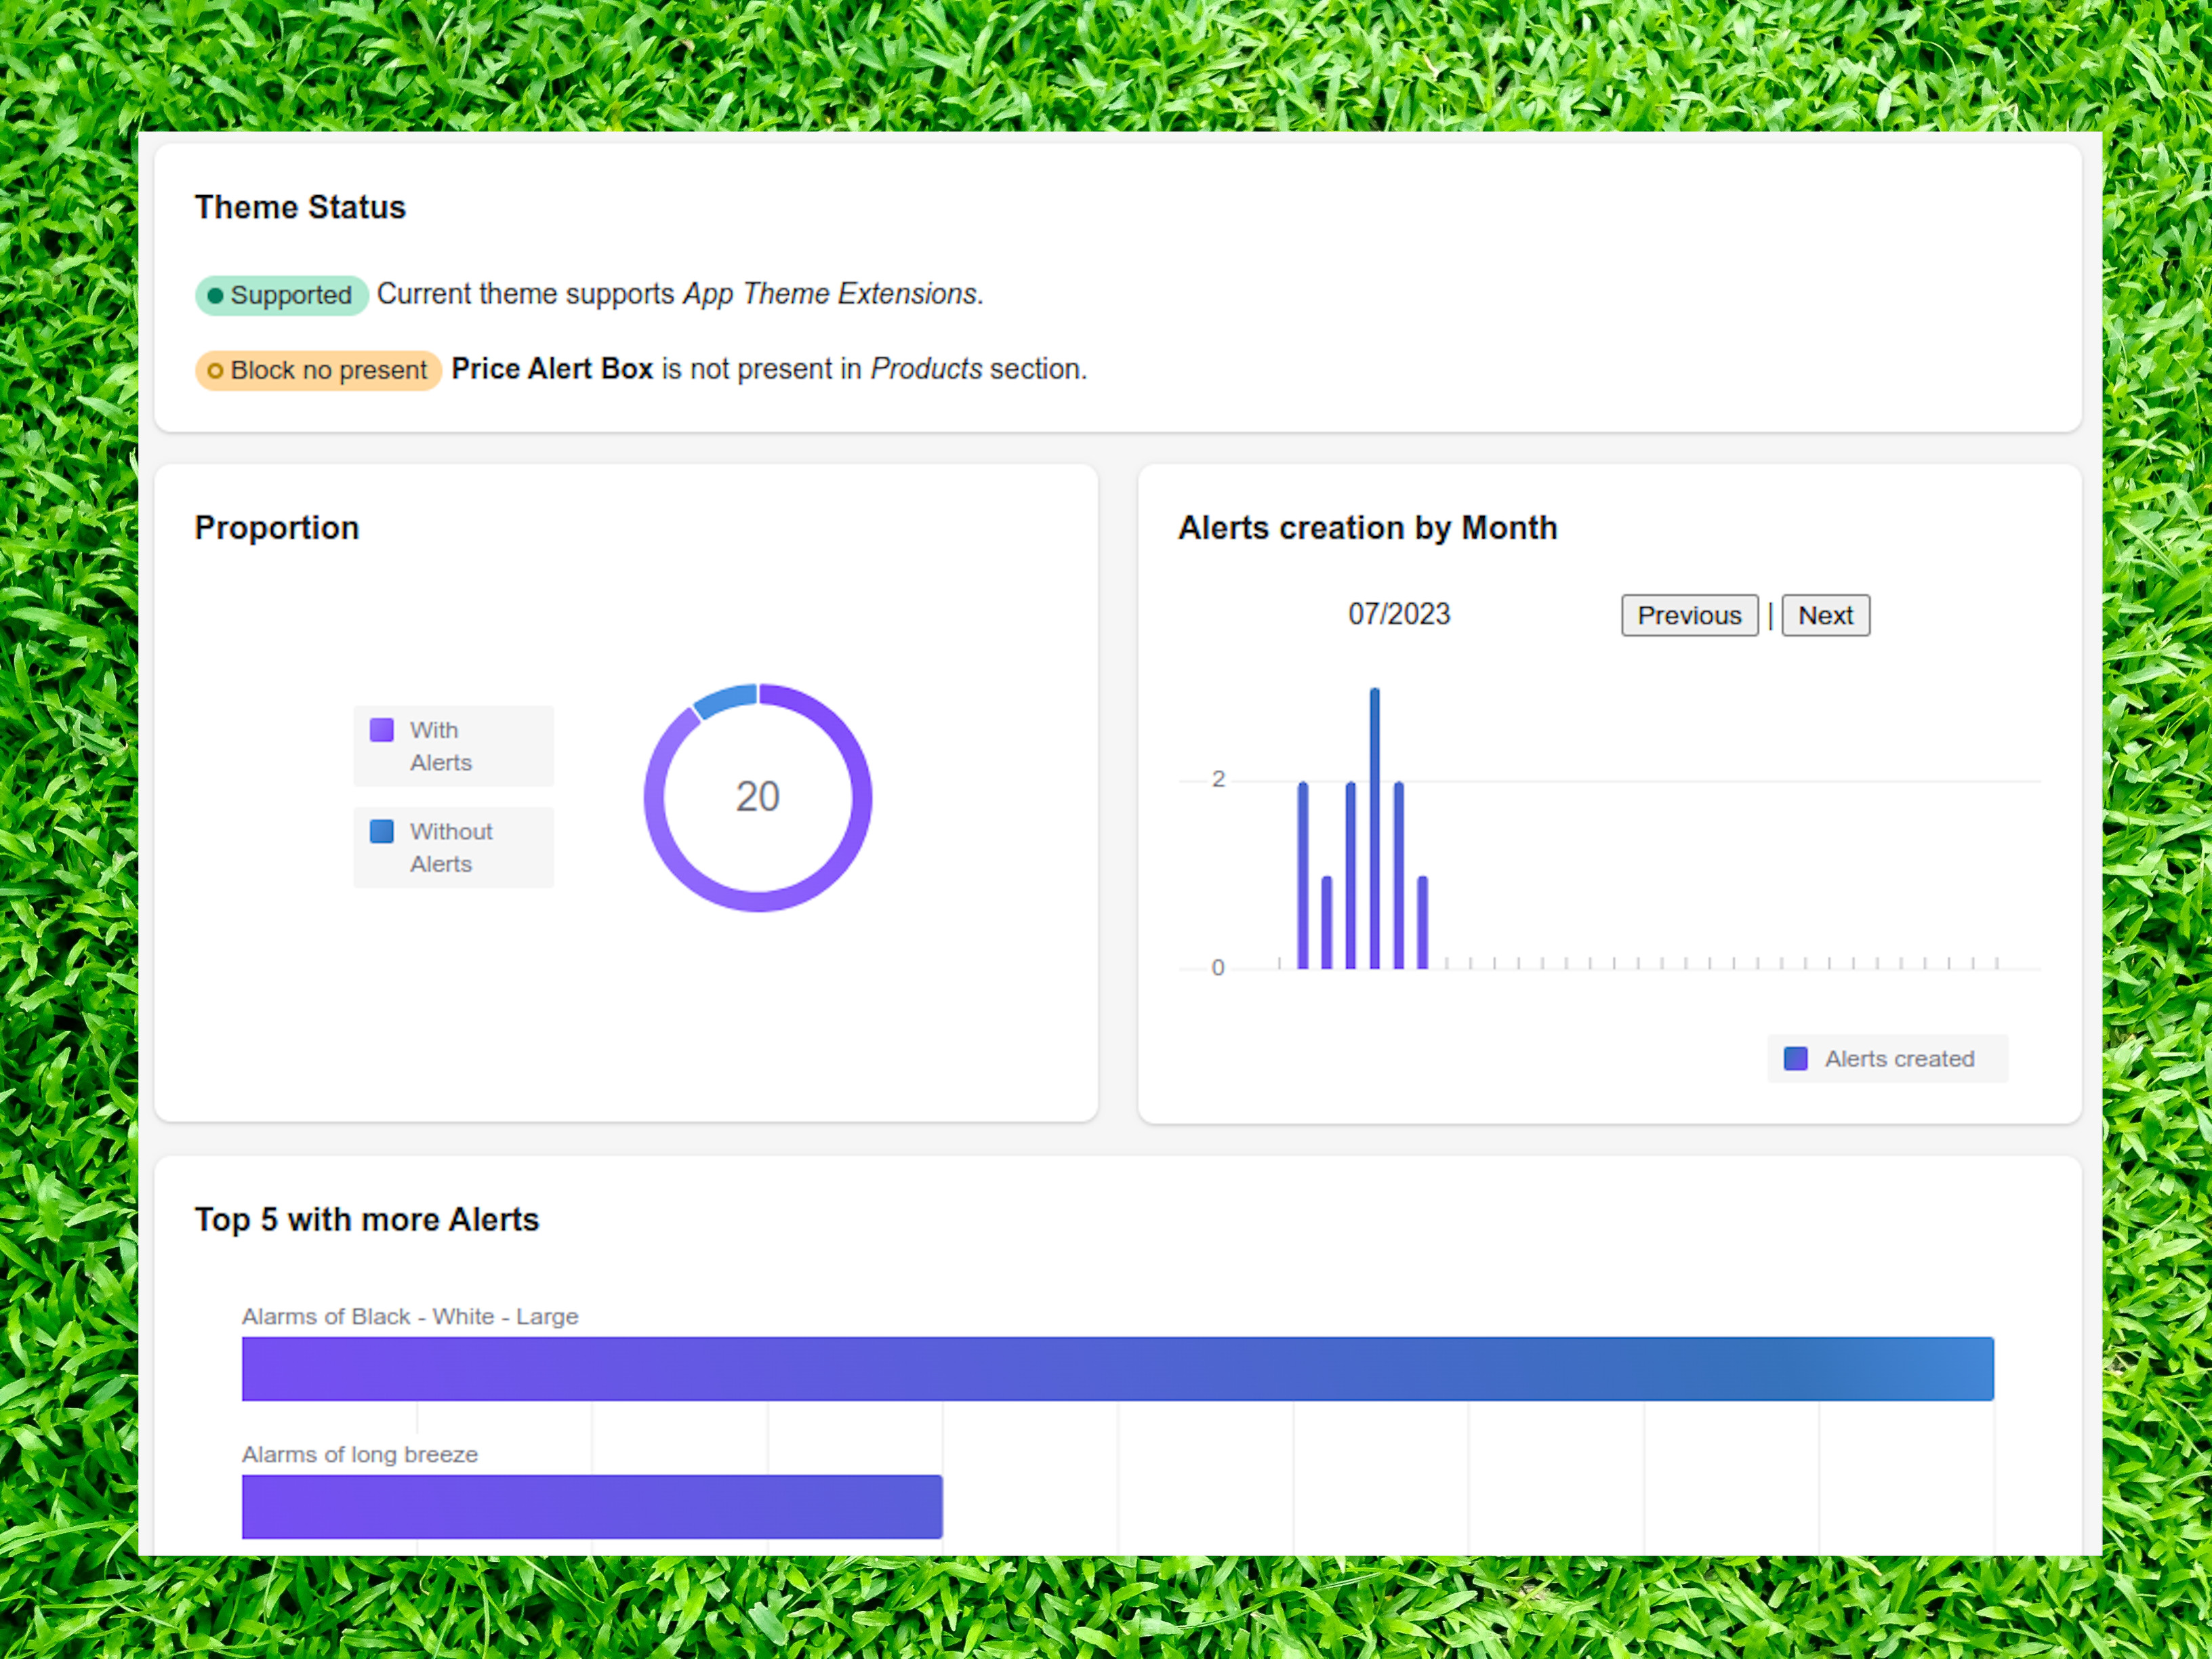 Theme Status
Supported Current theme supports App Theme Extensions.
Block no present Price Alert Box is not present in Products section.
Proportion
With
Alerts
Without
Alerts
20
Alerts creation by Month
07/2023 Previous | Next
2
0
Alerts created
Top 5 with more Alerts
Alarms of Black - White - Large
Alarms of long breeze